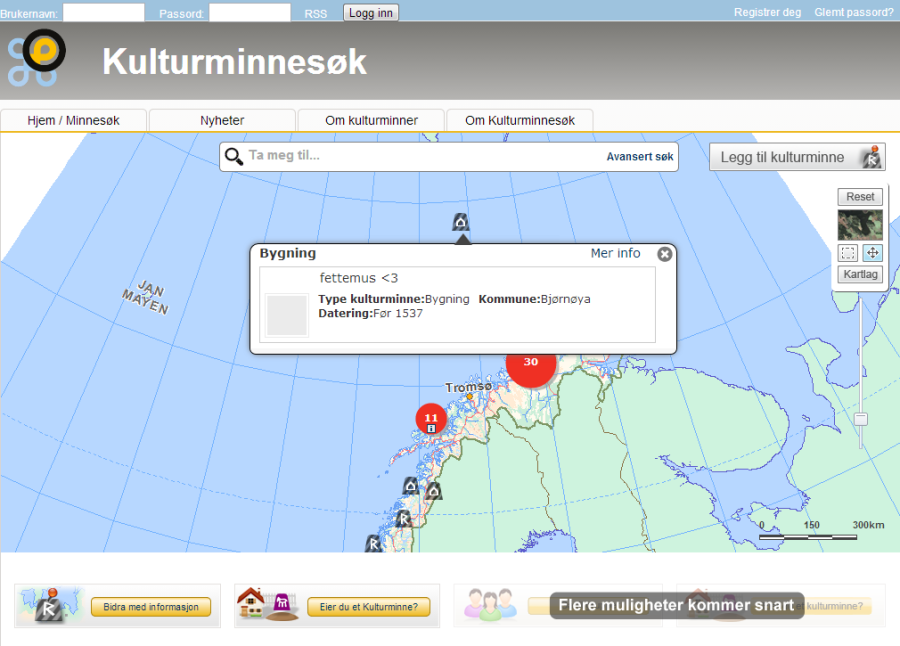 Brukernavn: Passord: RSS Logg inn Registrer deg Glemt passord?
Kulturminnesøk
Hjem / Minnesøk Nyheter Om kulturminner Om Kulturminnesøk
Ta meg til... Avansert søk Legg til kulturminne
R
Reset
Bygning Mer info
fettemus <3
Type kulturminne:Bygning Kommune:Bjørnøya
Datering:Før 1537
Kartlag
JAN
MAYEN
30
Tromsø
11
i
R
R
0 150 300km
R Bidra med informasjon Eier du et Kulturminne? Flere muligheter kommer snart kulturminne?